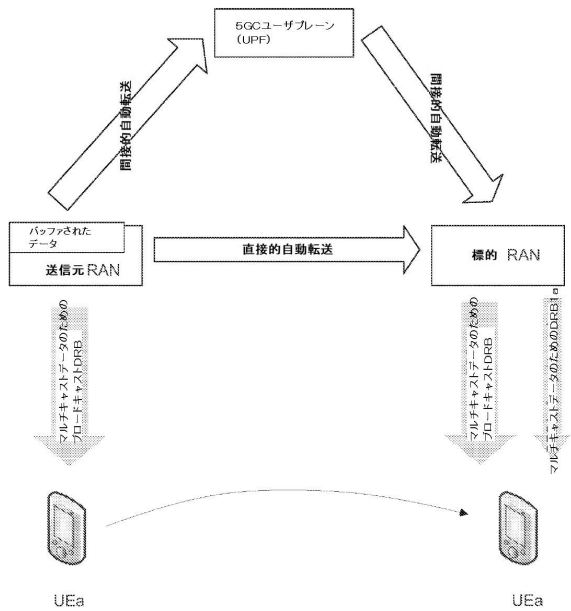 5GCユーザプレーン
(UPF)
間接的自動転送
間接的自動転送
バッファされた
データ
送信元 RAN
直接的自動転送
標的 RAN
マルチキャストデータのための
ブロードキャストDRB
マルチキャストデータのための
ブロードキャストDRB
マルチキャストデータのためのDRB1a
UEa
UEa